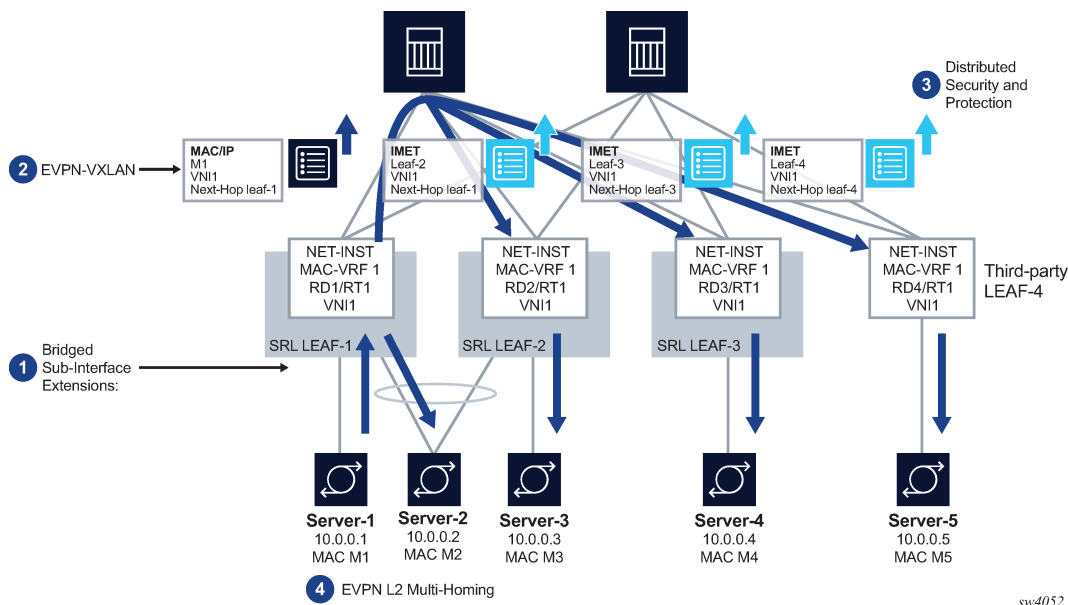 3
Distributed
Security and
Protection
2
EVPN-VXLAN
MAC/IP
M1
VNI1
Next-Hop leaf-1
IMET
Leaf-2
VNI1
Next-Hop leaf-1
IMET
Leaf-3
VNI1
Next-Hop leaf-3
IMET
Leaf-4
VNI1
Next-Hop leaf-4
NET-INST
MAC-VRF 1
RD1/RT1
VNI1
SRL LEAF-1
NET-INST
MAC-VRF 1
RD2/RT1
VNI1
SRL LEAF-2
NET-INST
MAC-VRF 1
RD3/RT1
VNI1
SRL LEAF-3
NET-INST
MAC-VRF 1
RD4/RT1
VNI1
Third-party
LEAF-4
1
Bridged
Sub-Interface
Extensions:
Server-1
10.0.0.1
MAC M1
Server-2
10.0.0.2
MAC M2
Server-3
10.0.0.3
MAC M3
Server-4
10.0.0.4
MAC M4
Server-5
10.0.0.5
MAC M5
4
EVPN L2 Multi-Homing
sw4052